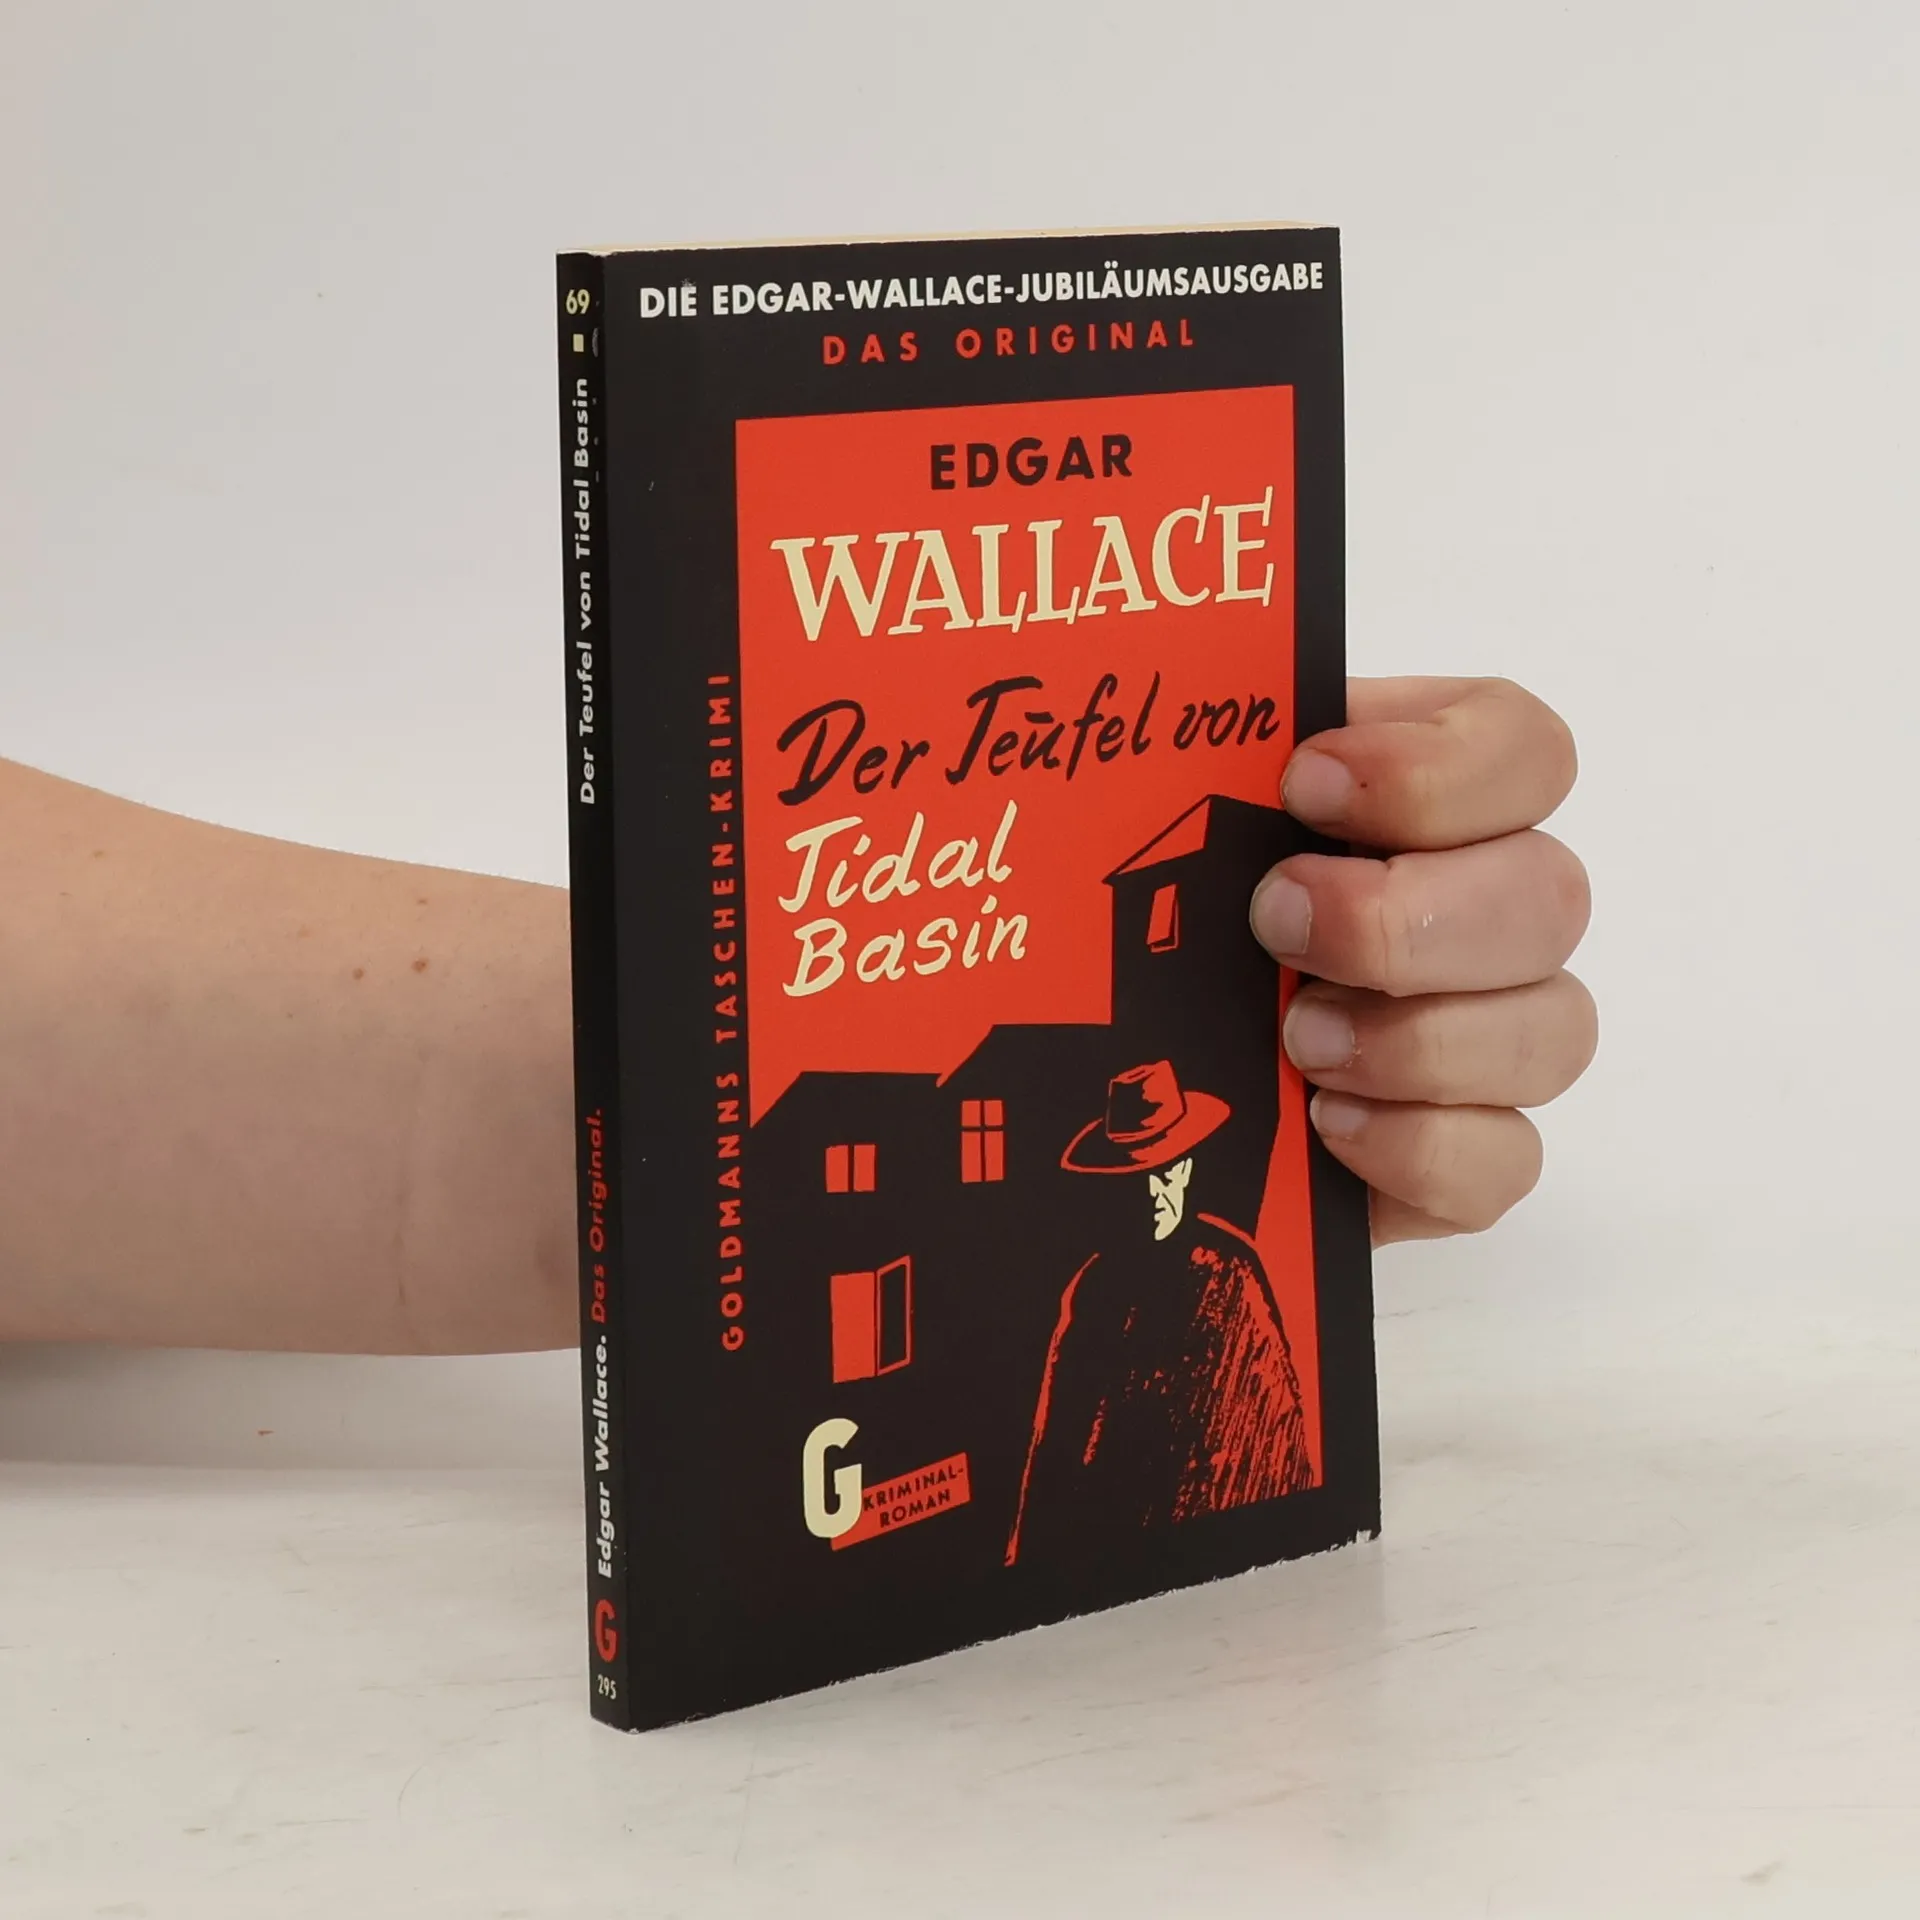 DIE EDGAR-WALLACE-JUBILÄUMSAUSGABE
DAS ORIGINAL
EDGAR
WALLACE
Der Teufel von
Tidal
Basin
GOLDMANNS TASCHEN-KRIMI
G KRIMINAL-
ROMAN
69
Der Teufel von Tidal Basin
Edgar Wallace. Das Original.
G
295